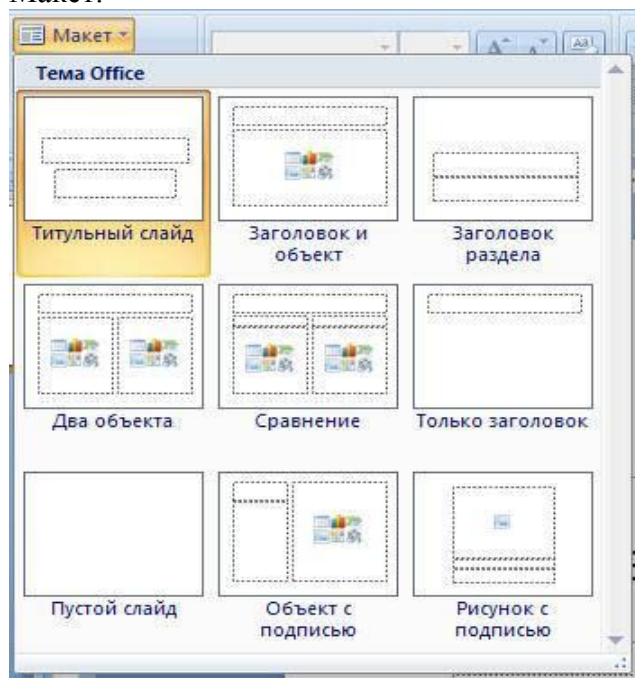 Макет.
Макет
Тема Office
Титульный слайд
Заголовок и
объект
Заголовок
раздела
Два объекта
Сравнение
Только заголовок
Пустой слайд
Объект с
подписью
Рисунок с
подписью